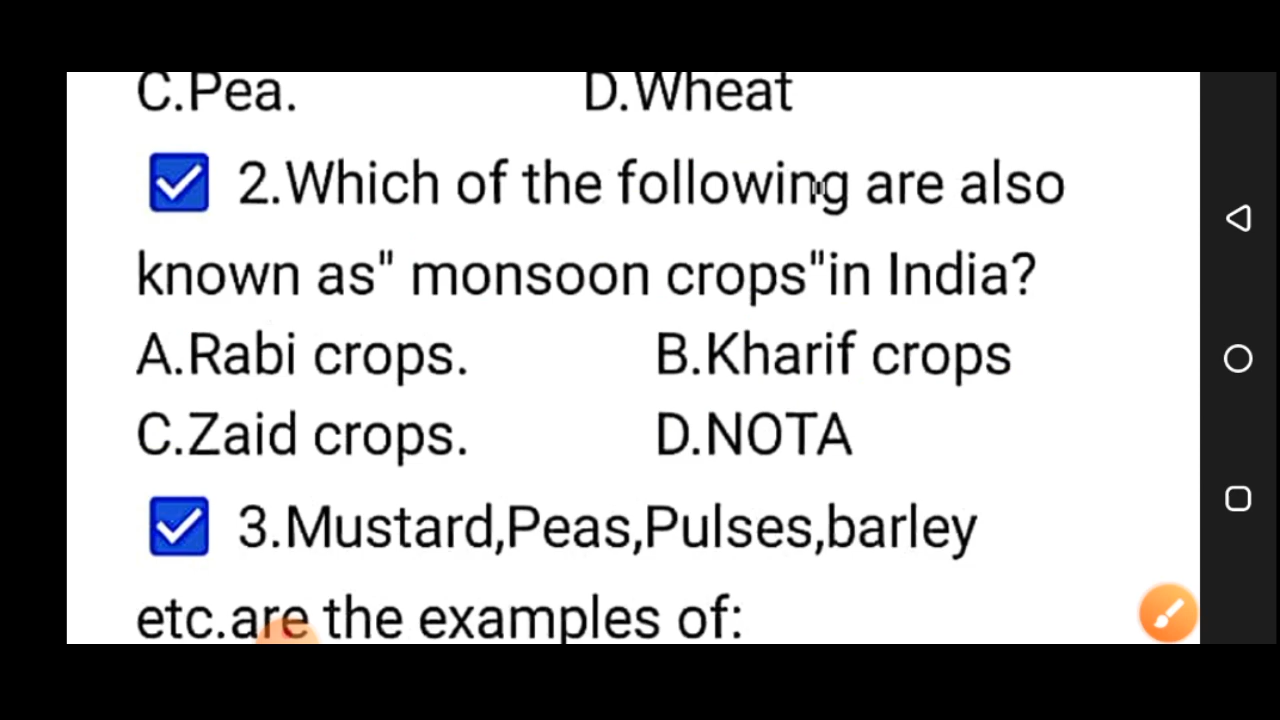 C.Pea. D.Wheat
2.Which of the following are also
known as" monsoon crops"in India?
A.Rabi crops. B.Kharif crops
C.Zaid crops. D.NOTA
3.Mustard,Peas,Pulses,barley
etc.are the examples of: